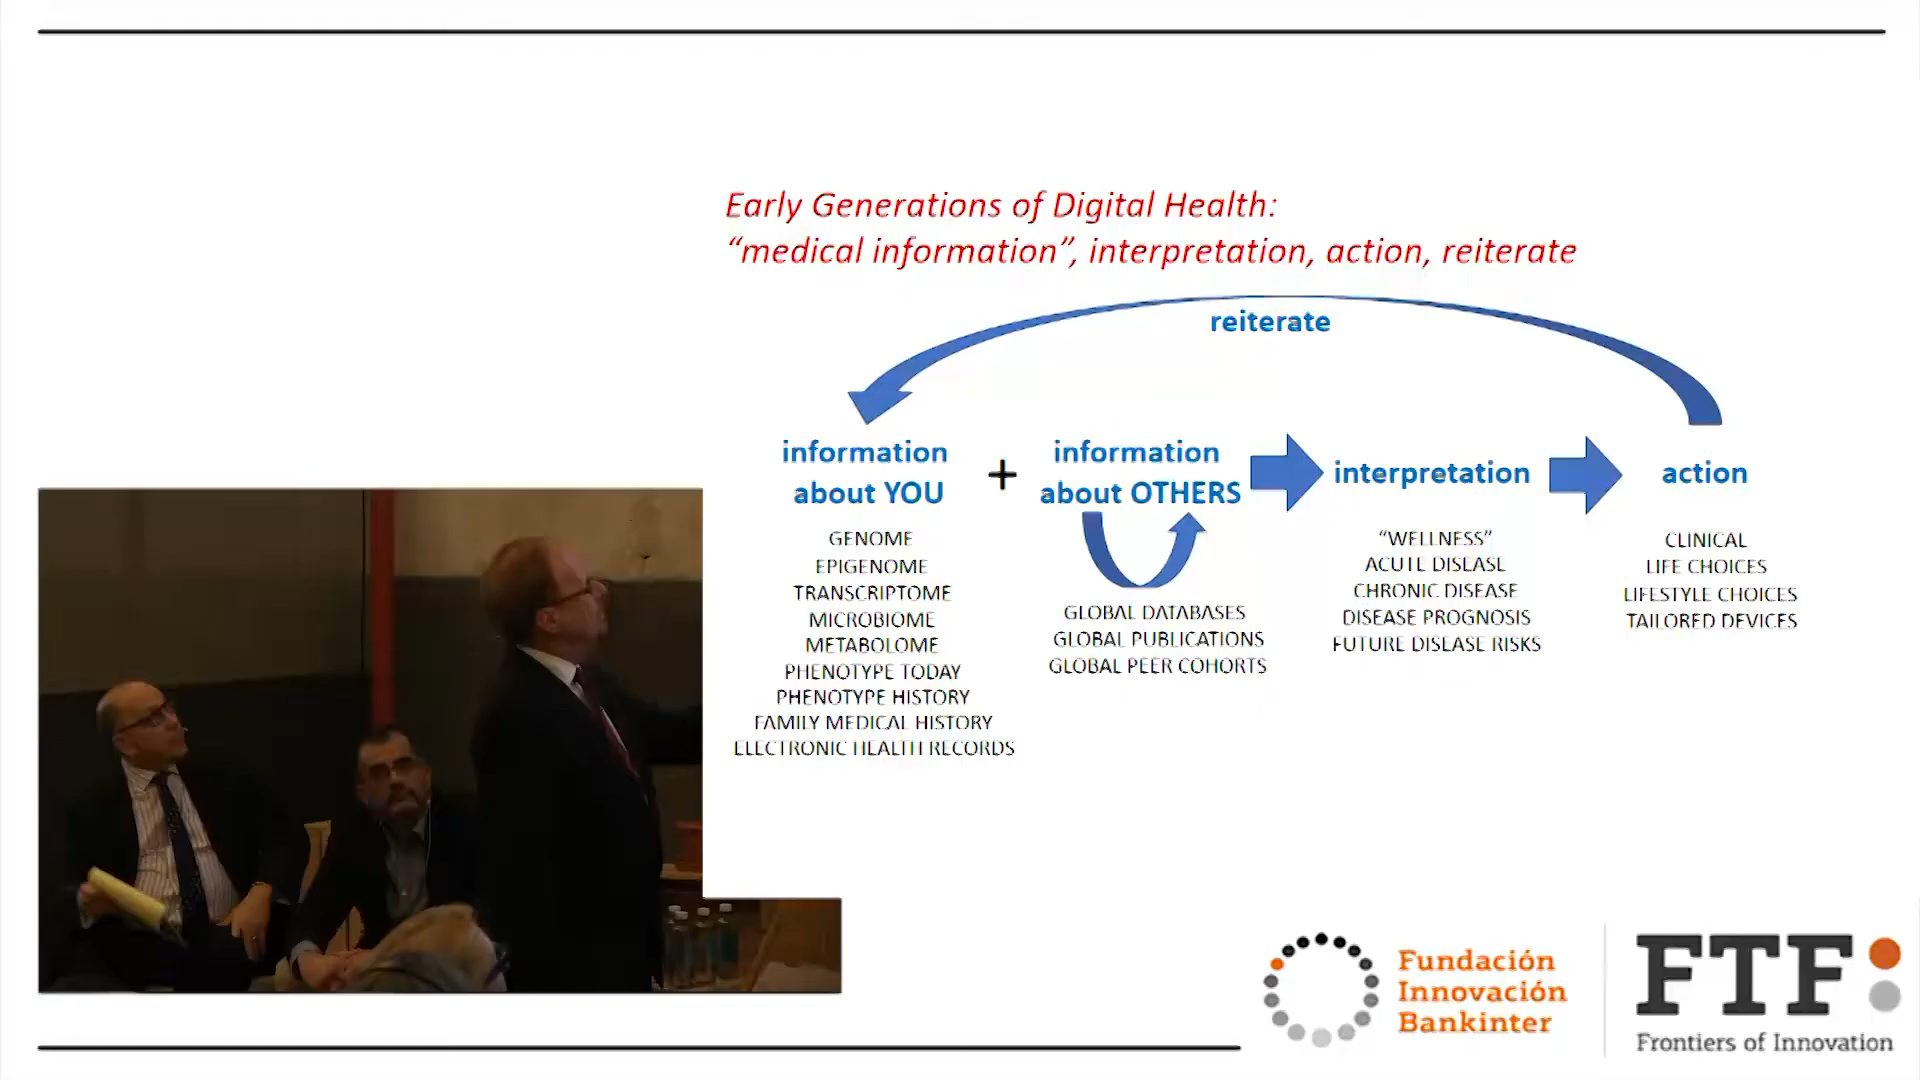 Early Generations of Digital Health:
“medical information”, interpretation, action, reiterate
reiterate
information
about YOU
+
information
about OTHERS
interpretation
action
GENOME
EPIGENOME
TRANSCRIPTOME
MICROBIOME
METABOLOME
PHENOTYPE TODAY
PHENOTYPE HISTORY
FAMILY MEDICAL HISTORY
ELECTRONIC HEALTH RECORDS
GLOBAL DATABASES
GLOBAL PUBLICATIONS
GLOBAL PEER COHORTS
“WELLNESS”
ACUTE DISEASE
CHRONIC DISEASE
DISEASE PROGNOSIS
FUTURE DISEASE RISKS
CLINICAL
LIFE CHOICES
LIFESTYLE CHOICES
TAILORED DEVICES
Fundación
Innovación
Bankinter
FTF:
Frontiers of Innovation